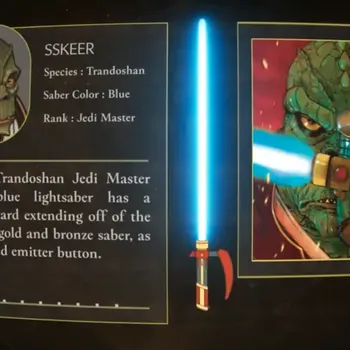 SSKEER
Species : Trandoshan
Saber Color : Blue
Rank : Jedi Master
Trandoshan Jedi Master
blue lightsaber has a
ard extending off of the
gold and bronze saber, as
d emitter button.